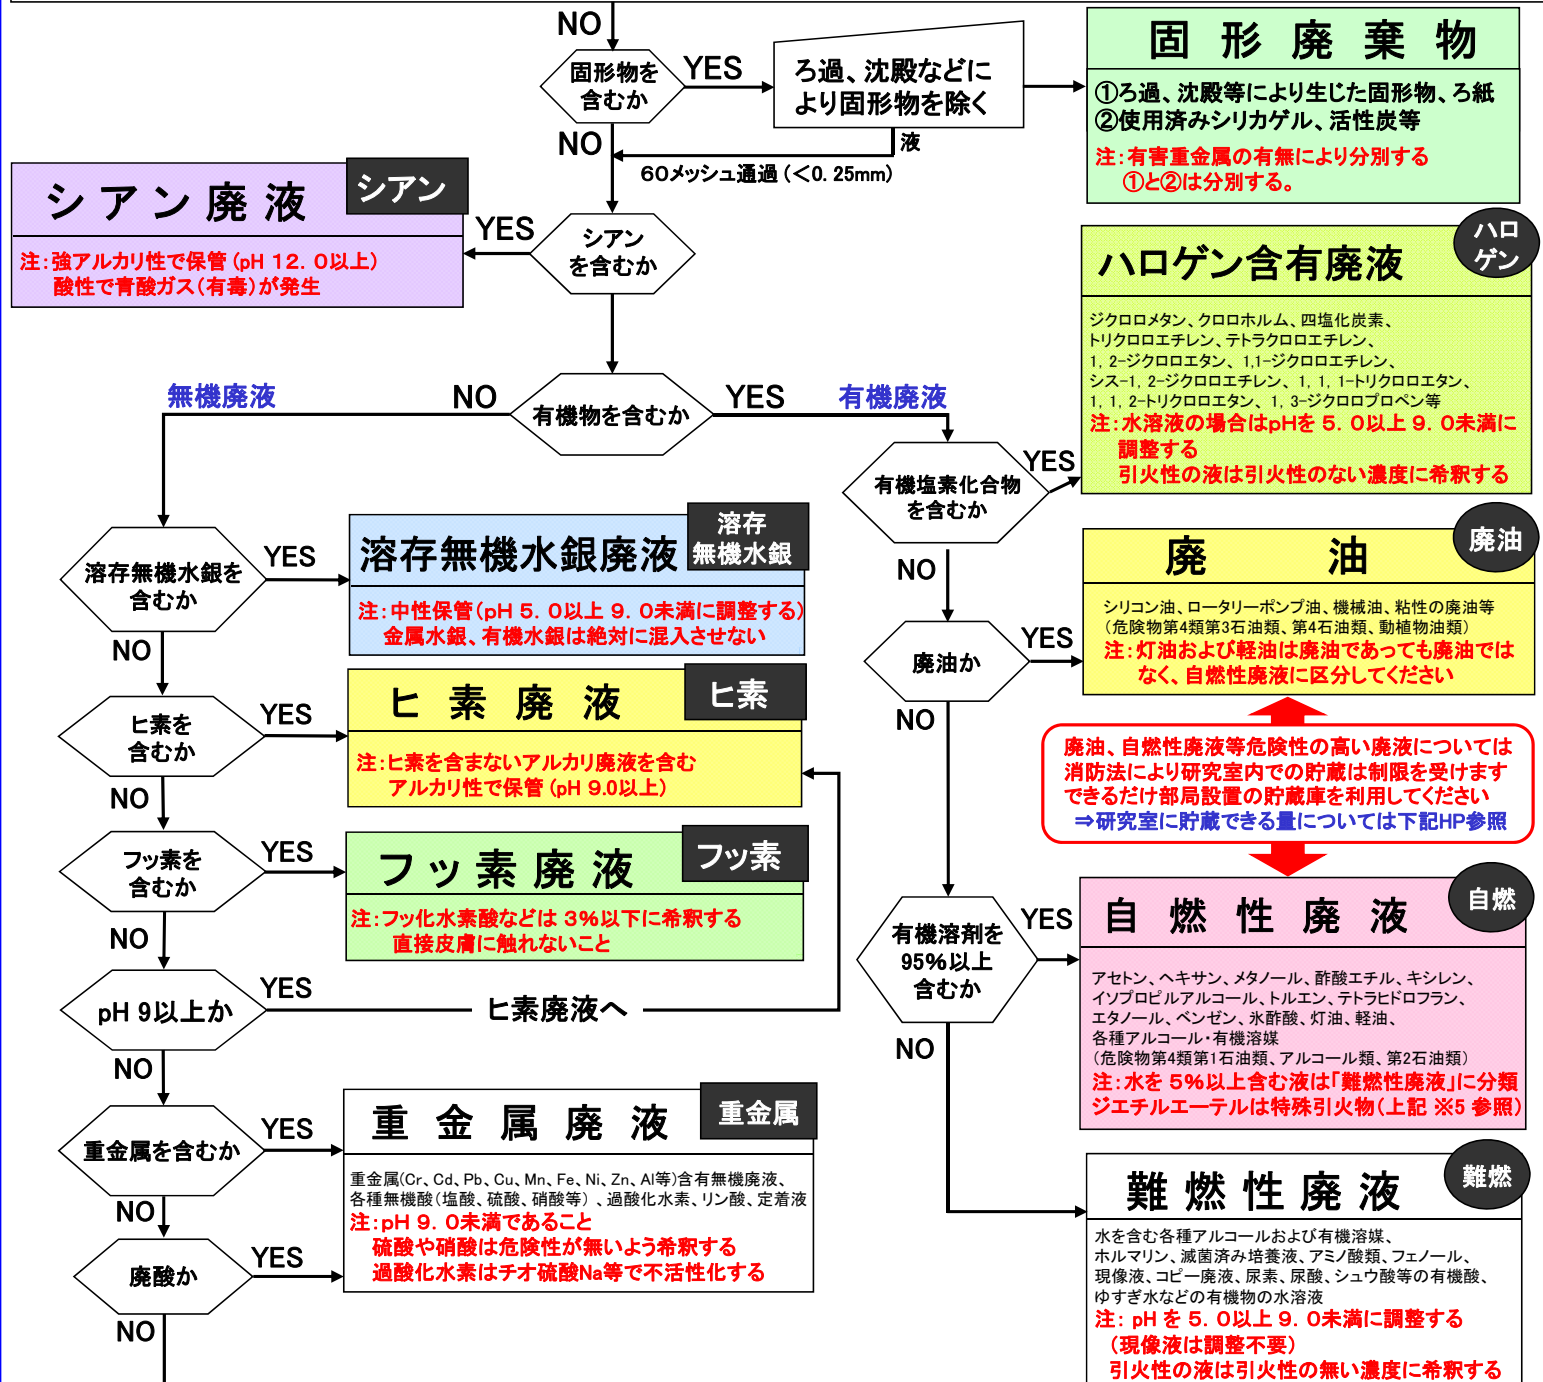 NO
固形物を
含むか
YES
ろ過、沈殿などに
より固形物を除く
固形廃棄物
①ろ過、沈殿等により生じた固形物、ろ紙
②使用済みシリカゲル、活性炭等
注：有害重金属の有無により分別する
①と②は分別する。
NO
液
60メッシュ通過（＜0. 25mm）
シアン廃液
シアン
注：強アルカリ性で保管（pH 12. 0以上）
酸性で青酸ガス（有毒）が発生
YES
シアン
を含むか
ハロゲン含有廃液
ハロ
ゲン
ジクロロメタン、クロロホルム、四塩化炭素、
トリクロロエチレン、テトラクロロエチレン、
1, 2-ジクロロエタン、 1,1-ジクロロエチレン、
シス-1, 2-ジクロロエチレン、 1, 1, 1-トリクロロエタン、
1, 1, 2-トリクロロエタン、 1, 3-ジクロロプロペン等
注：水溶液の場合はpHを 5. 0以上 9. 0未満に
調整する
引火性の液は引火性のない濃度に希釈する
無機廃液
NO
有機物を含むか
YES
有機廃液
有機塩素化合物
を含むか
YES
NO
溶存無機水銀を
含むか
YES
溶存無機水銀廃液
溶存
無機水銀
注：中性保管（pH 5. 0以上 9. 0未満に調整する）
金属水銀、有機水銀は絶対に混入させない
NO
廃油
廃油
シリコン油、ロータリーポンプ油、機械油、粘性の廃油等
（危険物第4類第3石油類、第4石油類、動植物油類）
注：灯油および軽油は廃油であっても廃油では
なく、自燃性廃液に区分してください
廃油か
YES
NO
ヒ素を
含むか
YES
ヒ素廃液
ヒ素
注：ヒ素を含まないアルカリ廃液を含む
アルカリ性で保管（pH 9.0以上）
NO
廃油、自燃性廃液等危険性の高い廃液については
消防法により研究室内での貯蔵は制限を受けます
できるだけ部局設置の貯蔵庫を利用してください
⇒研究室に貯蔵できる量については下記HP参照
フッ素を
含むか
YES
フッ素廃液
フッ素
注：フッ化水素酸などは 3%以下に希釈する
直接皮膚に触れないこと
NO
有機溶剤を
95%以上
含むか
YES
自燃性廃液
自燃
アセトン、ヘキサン、メタノール、酢酸エチル、キシレン、
イソプロピルアルコール、トルエン、テトラヒドロフラン、
エタノール、ベンゼン、氷酢酸、灯油、軽油、
各種アルコール・有機溶媒
（危険物第4類第1石油類、アルコール類、第2石油類）
注：水を 5%以上含む液は「難燃性廃液」に分類
ジエチルエーテルは特殊引火物（上記 ※5 参照）
NO
pH 9以上か
YES
ヒ素廃液へ
NO
重金属を含むか
YES
重金属廃液
重金属
重金属(Cr、Cd、Pb、Cu、Mn、Fe、Ni、Zn、Al等)含有無機廃液、
各種無機酸（塩酸、硫酸、硝酸等）、過酸化水素、リン酸、定着液
注：pH 9. 0未満であること
硫酸や硝酸は危険性が無いよう希釈する
過酸化水素はチオ硫酸Na等で不活性化する
NO
廃酸か
YES
NO
難燃性廃液
難燃
水を含む各種アルコールおよび有機溶媒、
ホルマリン、滅菌済み培養液、アミノ酸類、フェノール、
現像液、コピー廃液、尿素、尿酸、シュウ酸等の有機酸、
ゆすぎ水などの有機物の水溶液
注： pH を 5. 0以上 9. 0未満に調整する
（現像液は調整不要）
引火性の液は引火性の無い濃度に希釈する